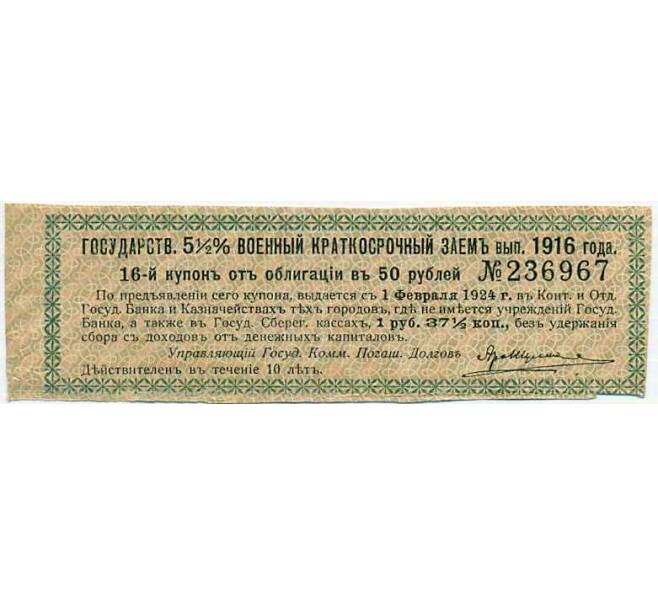 ГОСУДАРСТВ. 5½% ВОЕННЫЙ КРАТКОСРОЧНЫЙ ЗАЕМЪ вып. 1916 года.
16-й купонъ отъ облигаціи въ 50 рублей № 236967
По предъявленіи сего купона, выдается съ 1 Февраля 1924 г. въ Конт. и Отд.
Госуд. Банка и Казначействахъ тѣхъ городовъ, гдѣ не имѣется учрежденій Госуд.
Банка, а также въ Госуд. Сберег. кассахъ, 1 руб. 37½ коп., безъ удержанія
сбора съ доходовъ отъ денежныхъ капиталовъ.
Управляющій Госуд. Комм. Погаш. Долговъ
Дѣйствителенъ въ теченіе 10 лѣтъ.